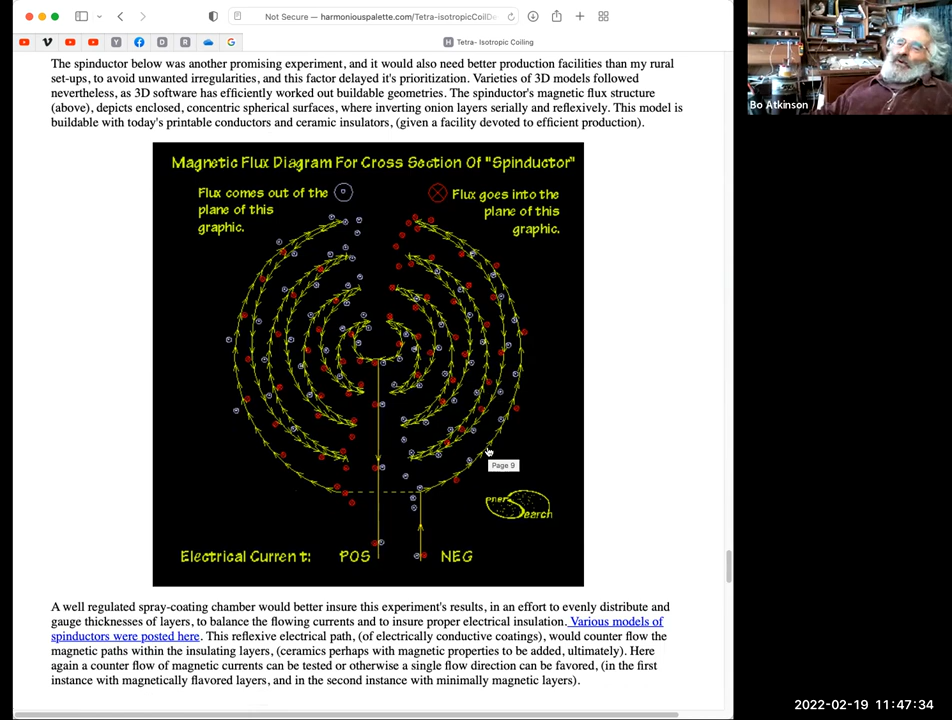 Not Secure — harmoniouspalette.com/Tetra-isotropicCoilDe
Tetra- Isotropic Coiling
The spinductor below was another promising experiment, and it would also need better production facilities than my rural
set-ups, to avoid unwanted irregularities, and this factor delayed it's prioritization. Varieties of 3D models followed
nevertheless, as 3D software has efficiently worked out buildable geometries. The spinductor's magnetic flux structure
(above), depicts enclosed, concentric spherical surfaces, where inverting onion layers serially and reflexively. This model is
buildable with today's printable conductors and ceramic insulators, (given a facility devoted to efficient production).
Magnetic Flux Diagram For Cross Section Of "Spinductor"
Flux comes out of the
plane of this
graphic.
Flux goes into the
plane of this
graphic.
Page 9
earch
Electrical Current: POS NEG
A well regulated spray-coating chamber would better insure this experiment's results, in an effort to evenly distribute and
gauge thicknesses of layers, to balance the flowing currents and to insure proper electrical insulation. Various models of
spinductors were posted here. This reflexive electrical path, (of electrically conductive coatings), would counter flow the
magnetic paths within the insulating layers, (ceramics perhaps with magnetic properties to be added, ultimately). Here
again a counter flow of magnetic currents can be tested or otherwise a single flow direction can be favored, (in the first
instance with magnetically flavored layers, and in the second instance with minimally magnetic layers).
Bo Atkinson
2022-02-19 11:47:34